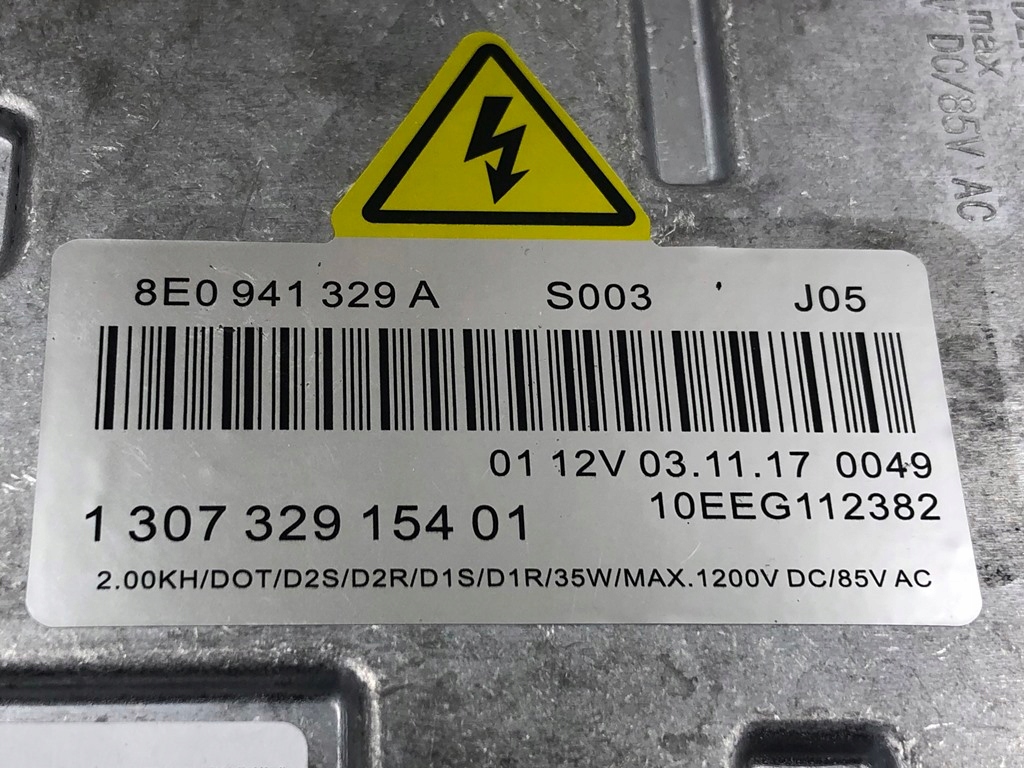 max
DC/85V AC
8E0 941 329 A S003 J05
01 12V 03.11.17 0049
10EEG112382
1 307 329 154 01
2.00KH/DOT/D2S/D2R/D1S/D1R/35W/MAX.1200V DC/85V AC